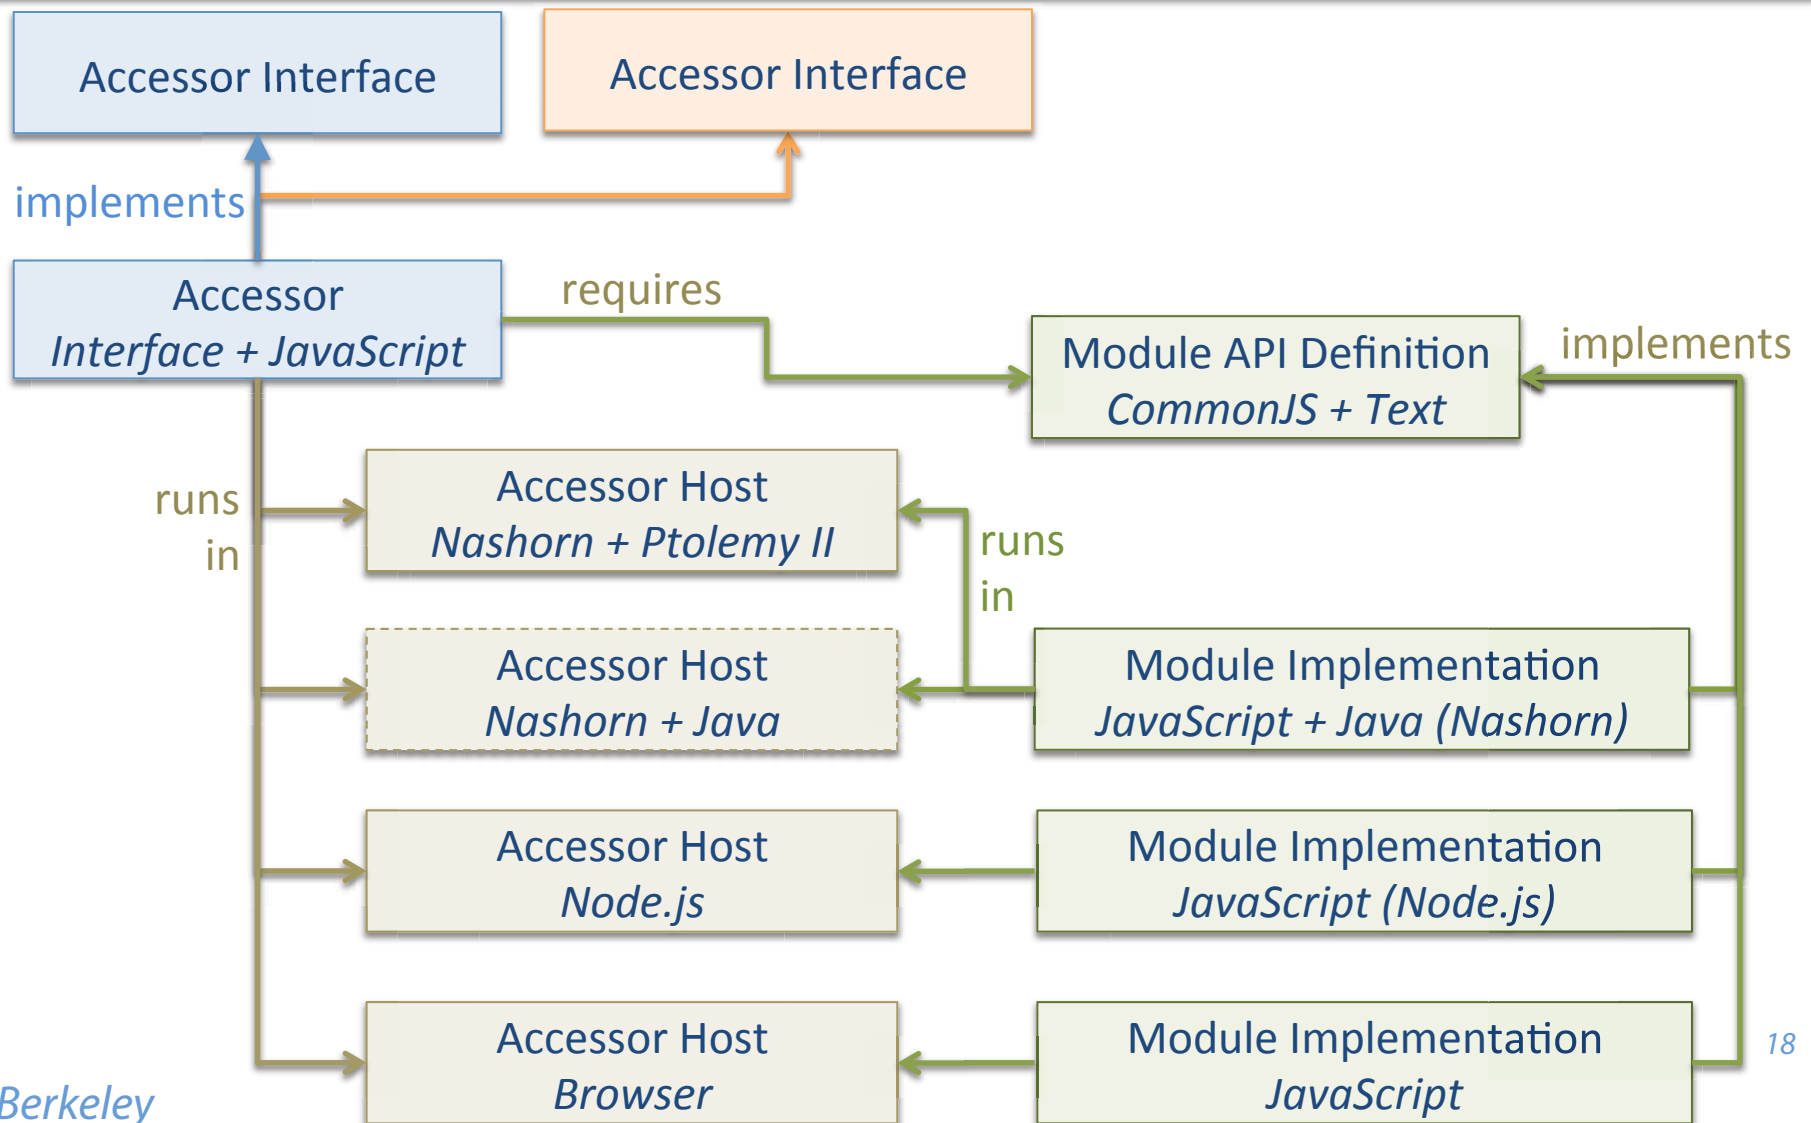 Accessor Interface
Accessor Interface
implements
Accessor
Interface + JavaScript
requires
Module API Definition
CommonJS + Text
implements
runs
in
Accessor Host
Nashorn + Ptolemy II
runs
in
Accessor Host
Nashorn + Java
Module Implementation
JavaScript + Java (Nashorn)
Accessor Host
Node.js
Module Implementation
JavaScript (Node.js)
Accessor Host
Browser
Module Implementation
JavaScript
18
Berkeley